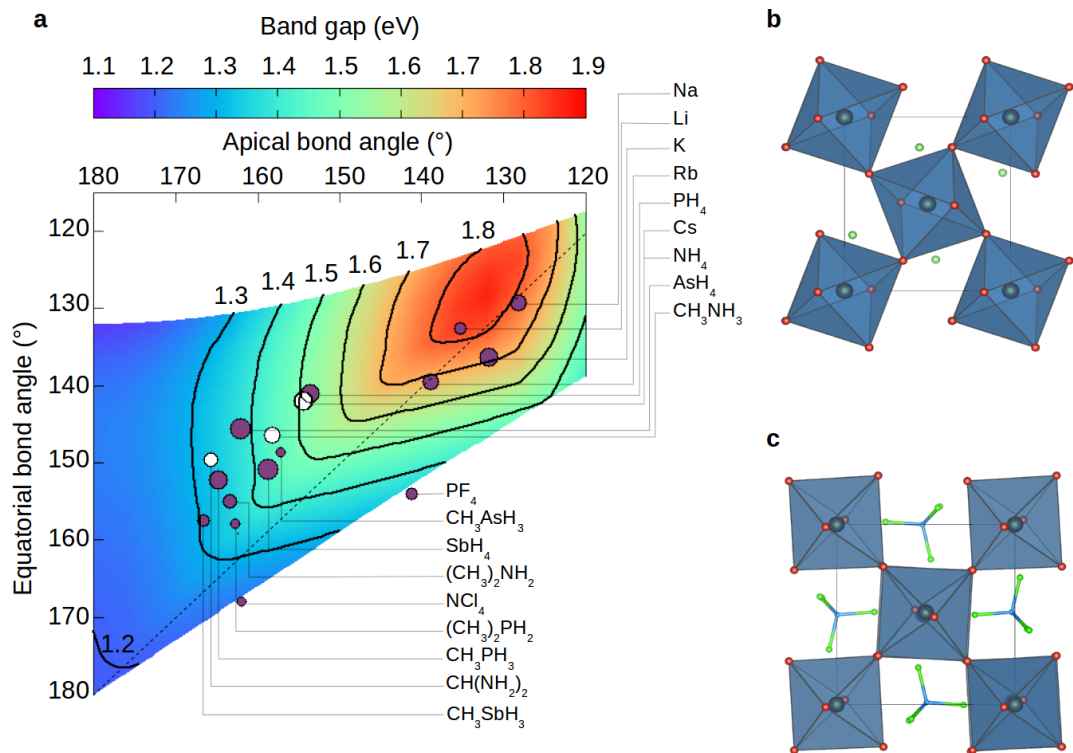 a
Band gap (eV)
1.1 1.2 1.3 1.4 1.5 1.6 1.7 1.8 1.9
Apical bond angle (°)
180 170 160 150 140 130 120
Equatorial bond angle (°)
120
130
140
150
160
170
180
1.2
1.3
1.4
1.5
1.6
1.7
1.8
Na
Li
K
Rb
PH₄
Cs
NH₄
AsH₄
CH₃NH₃
PF₄
CH₃AsH₃
SbH₄
(CH₃)₂NH₂
NCl₄
(CH₃)₂PH₂
CH₃PH₃
CH(NH₂)₂
CH₃SbH₃
b
c